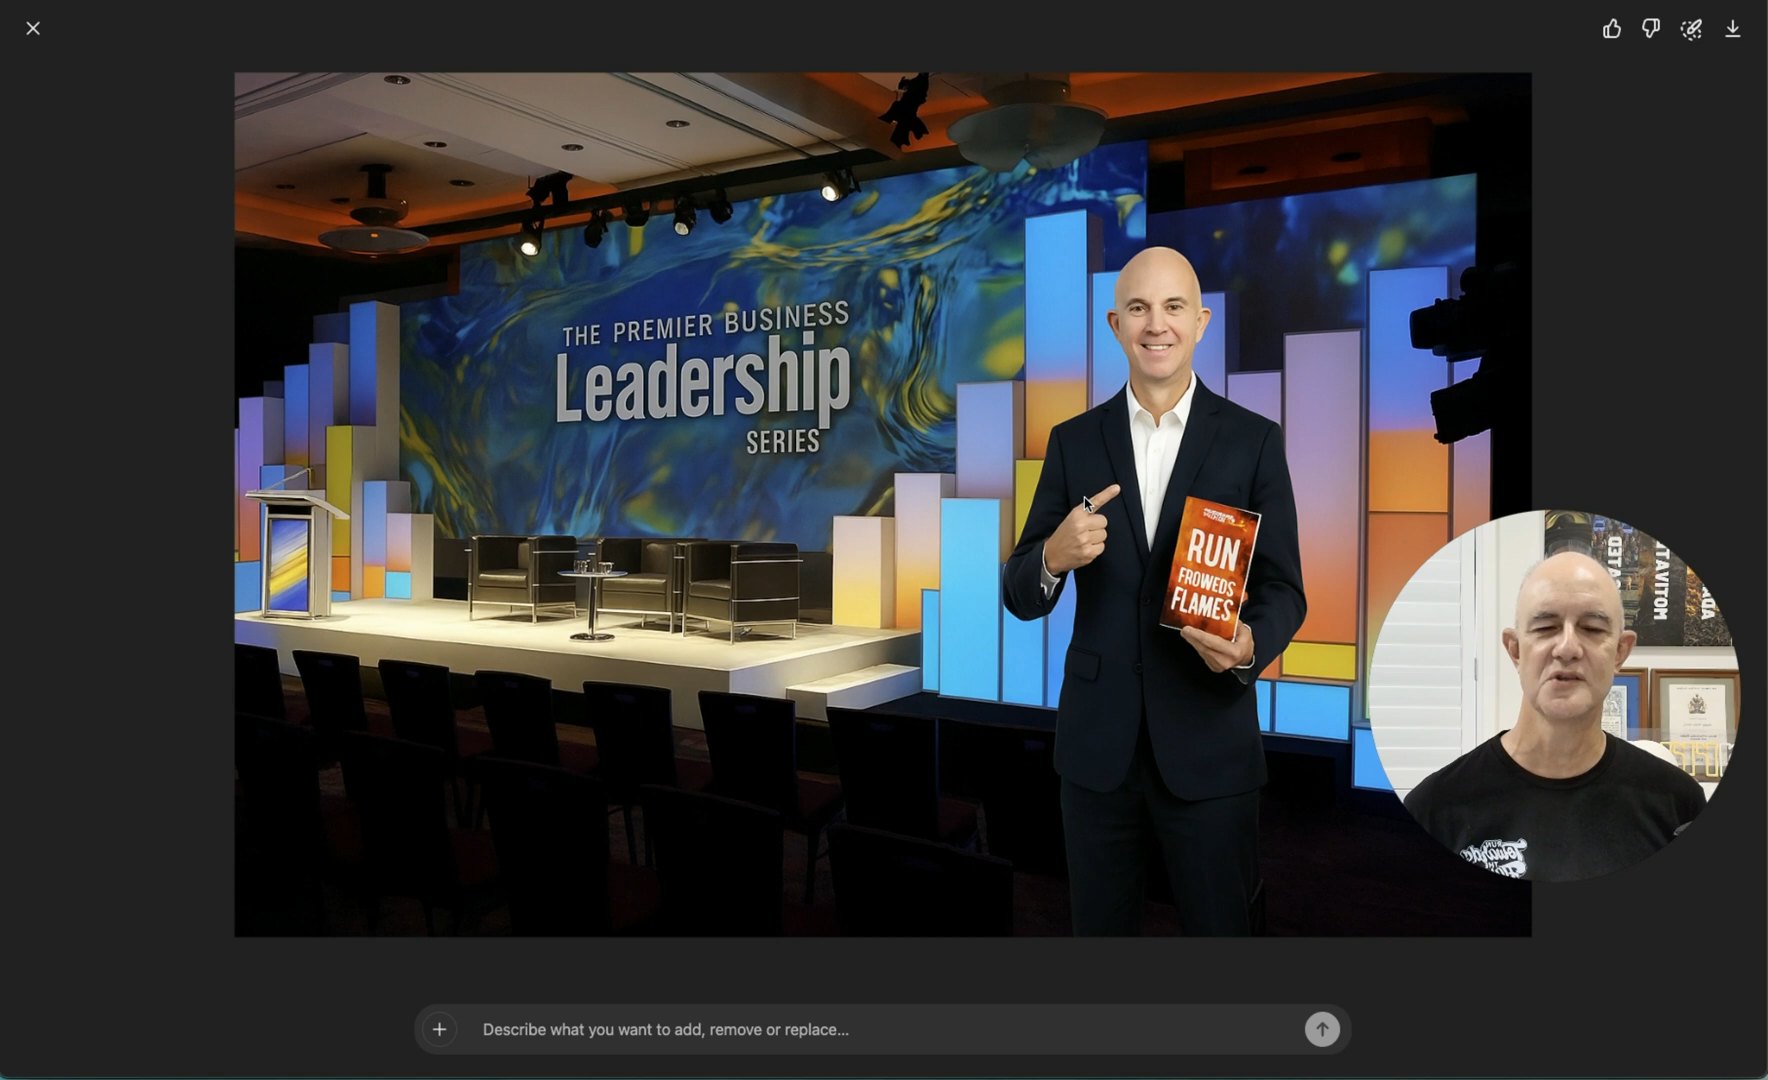 THE PREMIER BUSINESS
Leadership
SERIES
RUN
FROWEDS
FLAMES
Describe what you want to add, remove or replace...